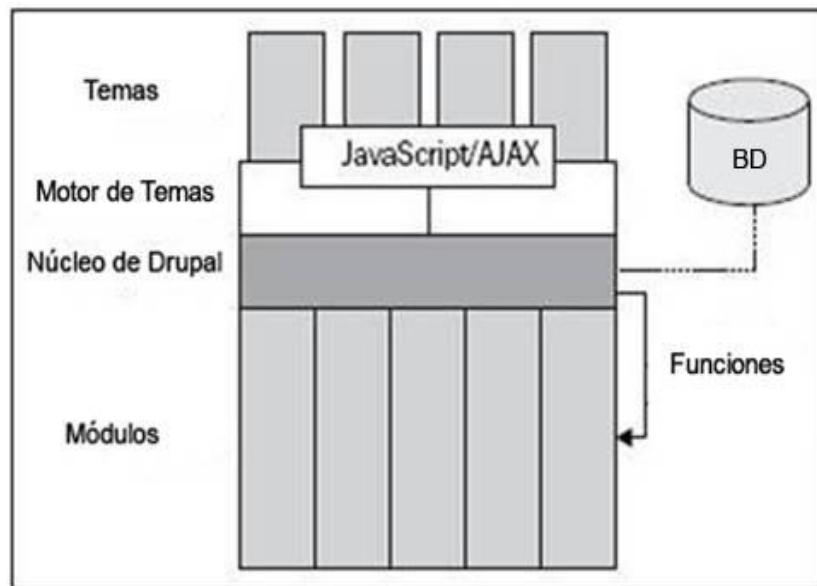 Temas
JavaScript/AJAX
BD
Motor de Temas
Núcleo de Drupal
Funciones
Módulos